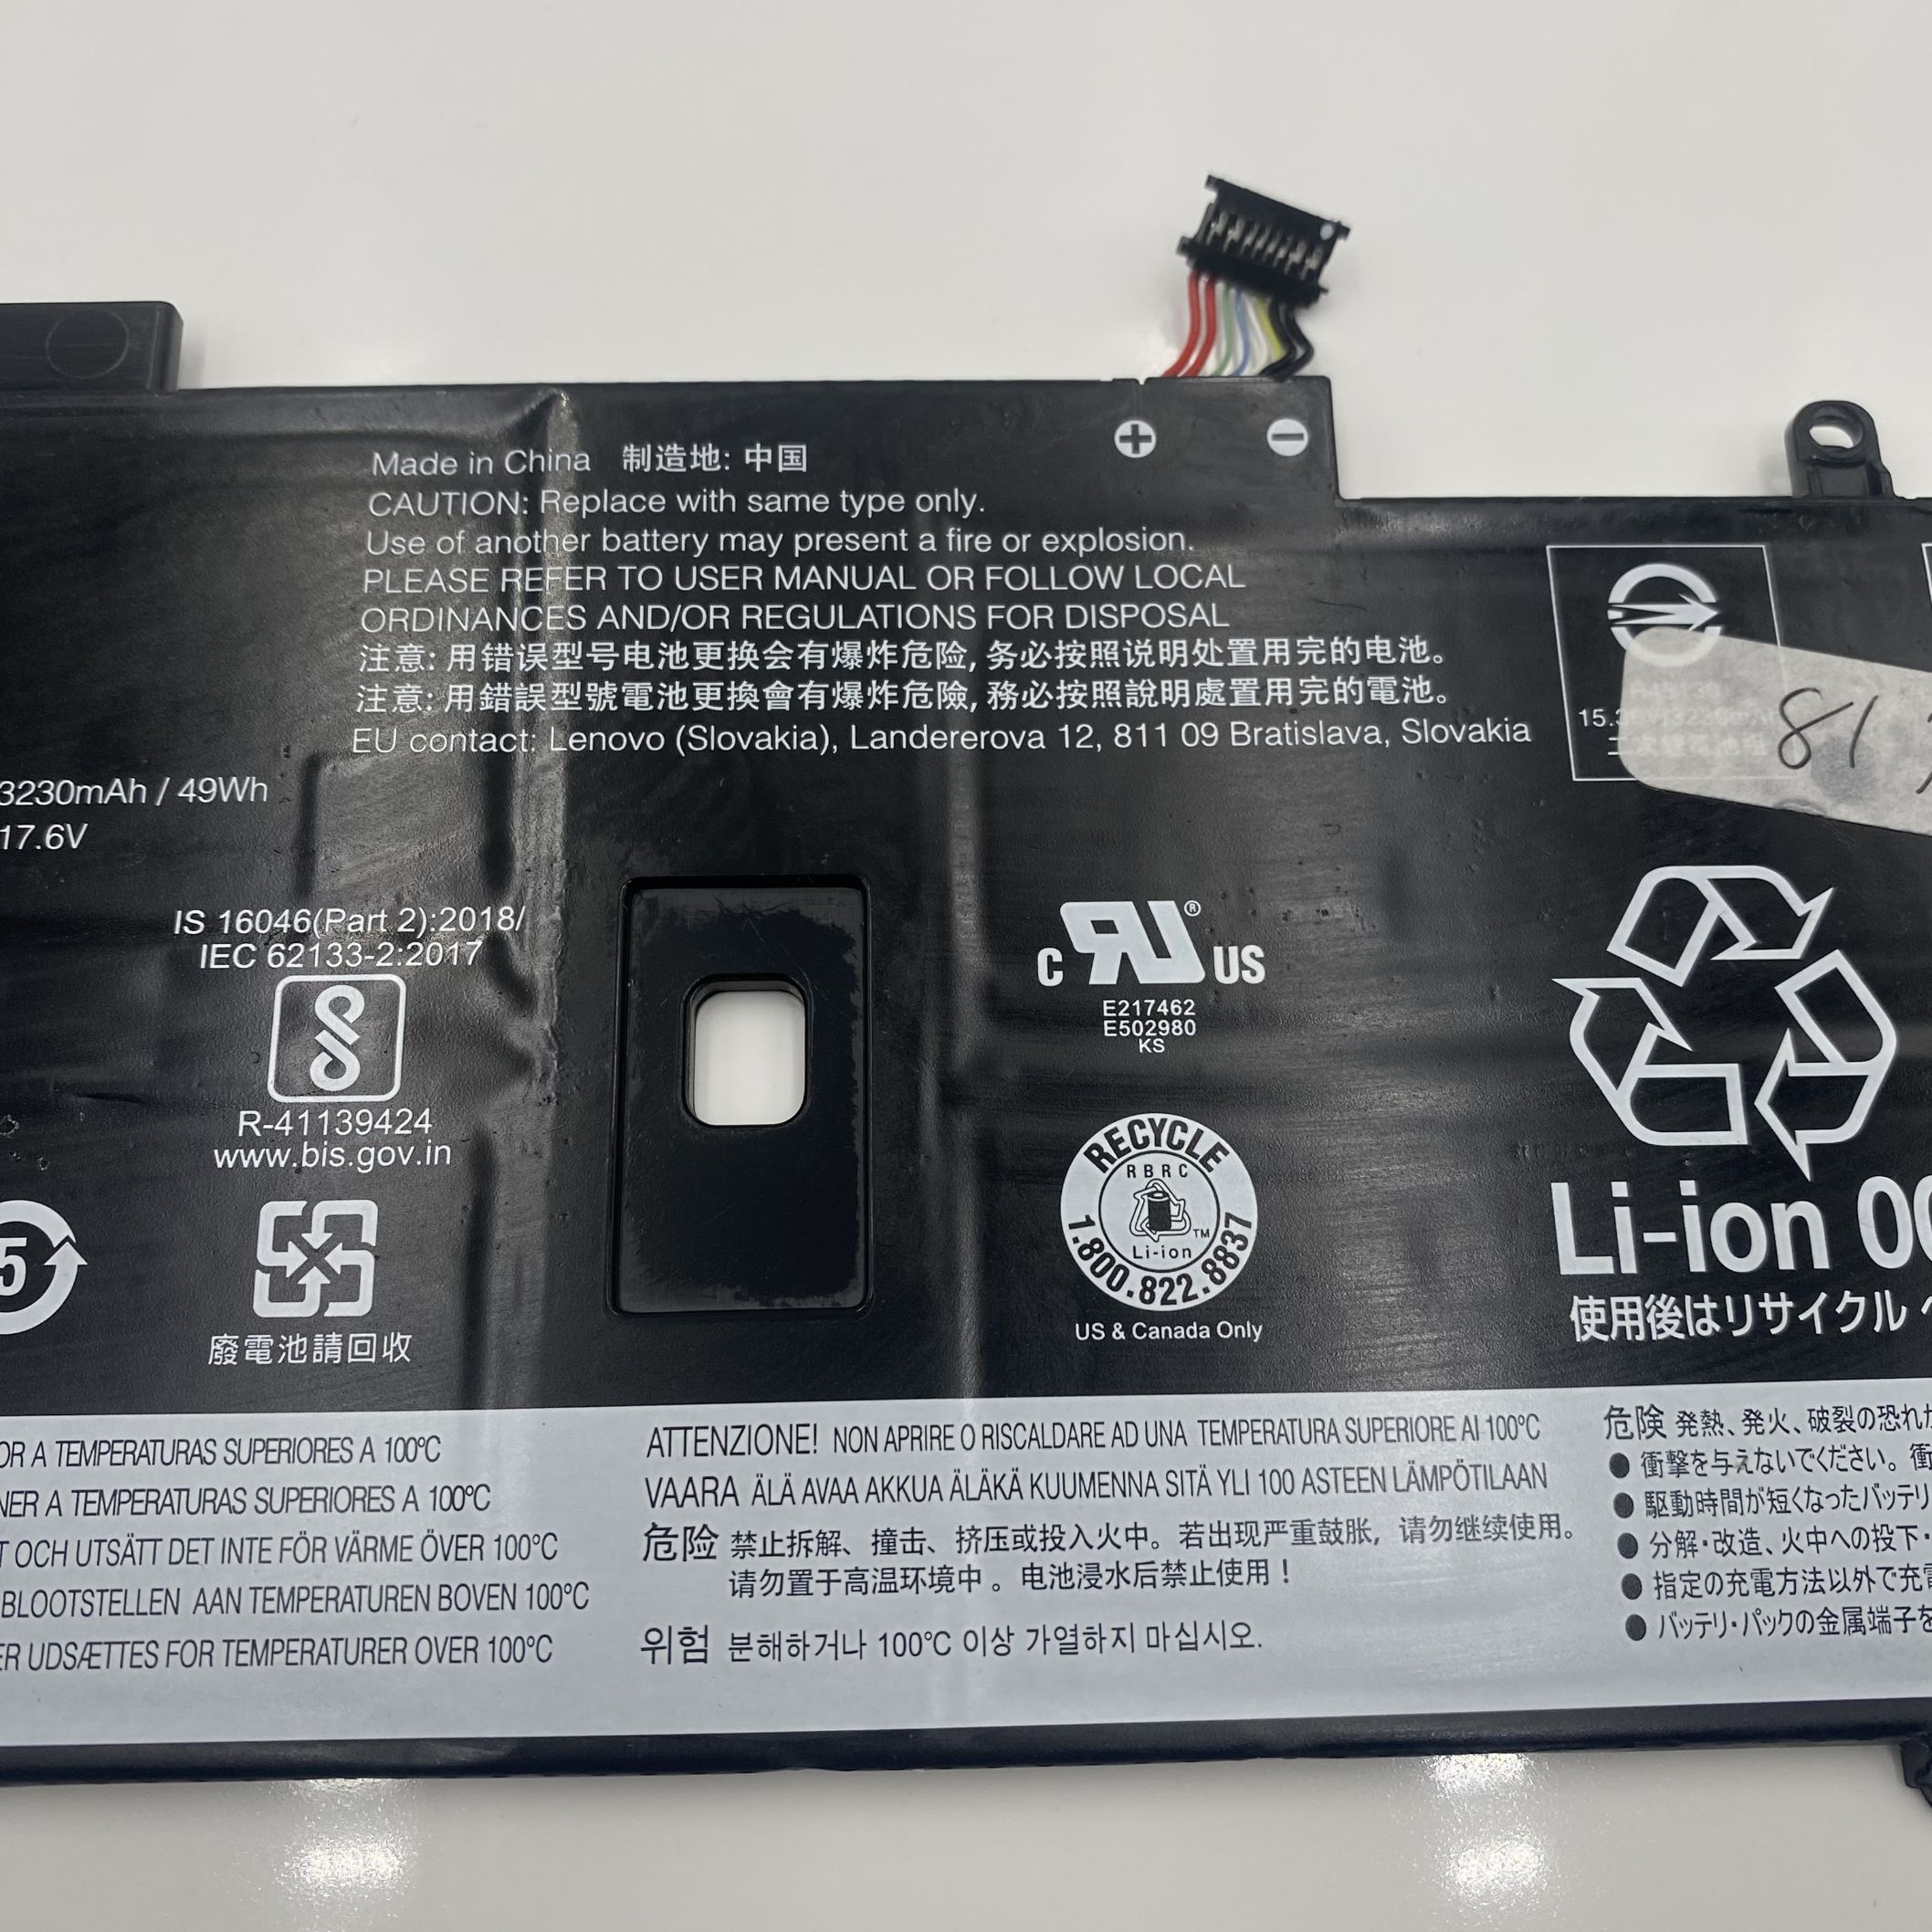 Made in China 制造地: 中国
CAUTION: Replace with same type only.
Use of another battery may present a fire or explosion.
PLEASE REFER TO USER MANUAL OR FOLLOW LOCAL
ORDINANCES AND/OR REGULATIONS FOR DISPOSAL
注意: 用错误型号电池更换会有爆炸危险, 务必按照说明处置用完的电池。
注意: 用錯誤型號電池更換會有爆炸危險, 務必按照說明處置用完的電池。
EU contact: Lenovo (Slovakia), Landererova 12, 811 09 Bratislava, Slovakia
3230mAh / 49Wh
17.6V
81
IS 16046(Part 2):2018/
IEC 62133-2:2017
R-41139424
www.bis.gov.in
5
廢電池請回收
c RU® US
E217462
E502980
KS
RECYCLE
RBRC
Li-ion
TM
1.800.822.8837
US & Canada Only
Li-ion
使用後はリサイクル
OR A TEMPERATURAS SUPERIORES A 100°C
NER A TEMPERATURAS SUPERIORES A 100°C
T OCH UTSÄTT DET INTE FÖR VÄRME ÖVER 100°C
BLOOTSTELLEN AAN TEMPERATUREN BOVEN 100°C
ER UDSÆTTES FOR TEMPERATURER OVER 100°C
ATTENZIONE! NON APRIRE O RISCALDARE AD UNA TEMPERATURA SUPERIORE AI 100°C
VAARA ÄLÄ AVAA AKKUA ÄLÄKÄ KUUMENNA SITÄ YLI 100 ASTEEN LÄMPÖTILAAN
危险 禁止拆解、撞击、挤压或投入火中。若出现严重鼓胀，请勿继续使用。
请勿置于高温环境中。电池浸水后禁止使用！
위험 분해하거나 100℃ 이상 가열하지 마십시오.
危険 発熱、発火、破裂の恐れ
● 衝撃を与えないでください。衝
● 駆動時間が短くなったバッテリ
● 分解・改造、火中への投下・
● 指定の充電方法以外で充電
● バッテリ・パックの金属端子を